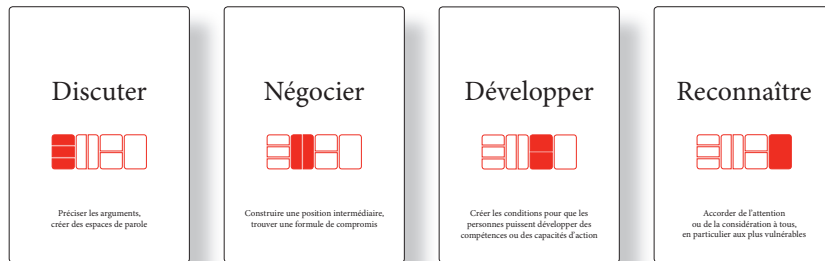 Discuter
Préciser les arguments,
créer des espaces de parole
Négocier
Construire une position intermédiaire,
trouver une formule de compromis
Développer
Créer les conditions pour que les
personnes puissent développer des
compétences ou des capacités d'action
Reconnaître
Accorder de l'attention
ou de la considération à tous,
en particulier aux plus vulnérables